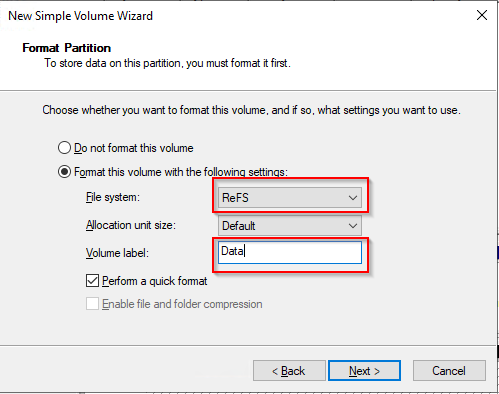 New Simple Volume Wizard
Format Partition
To store data on this partition, you must format it first.
Choose whether you want to format this volume, and if so, what settings you want to use.
Do not format this volume
Format this volume with the following settings:
File system: ReFS
Allocation unit size: Default
Volume label: Data
Perform a quick format
Enable file and folder compression
< Back Next > Cancel